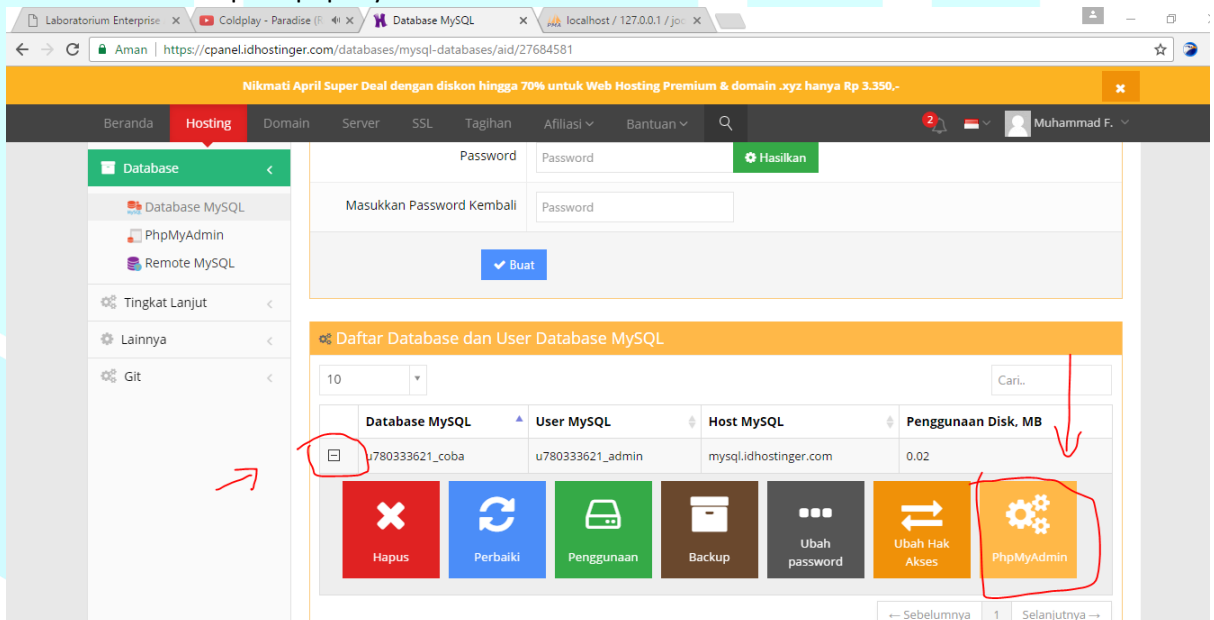 Laboratorium Enterprise
Coldplay - Paradise (F
Database MySQL
localhost / 127.0.0.1 / joc
Aman | https://cpanel.idhostinger.com/databases/mysql-databases/aid/27684581
Nikmati April Super Deal dengan diskon hingga 70% untuk Web Hosting Premium & domain .xyz hanya Rp 3.350,-
Beranda Hosting Domain Server SSL Tagihan Afiliasi Bantuan 2 Muhammad F.
Database
Database MySQL
PhpMyAdmin
Remote MySQL
Tingkat Lanjut
Lainnya
Git
Password Password Hasilkan
Masukkan Password Kembali Password
Buat
Daftar Database dan User Database MySQL
10 Cari..
Database MySQL User MySQL Host MySQL Penggunaan Disk, MB
u780333621_coba u780333621_admin mysql.idhostinger.com 0.02
Hapus
Perbaiki
Penggunaan
Backup
Ubah
password
Ubah Hak
Akses
PhpMyAdmin
← Sebelumnya 1 Selanjutnya →